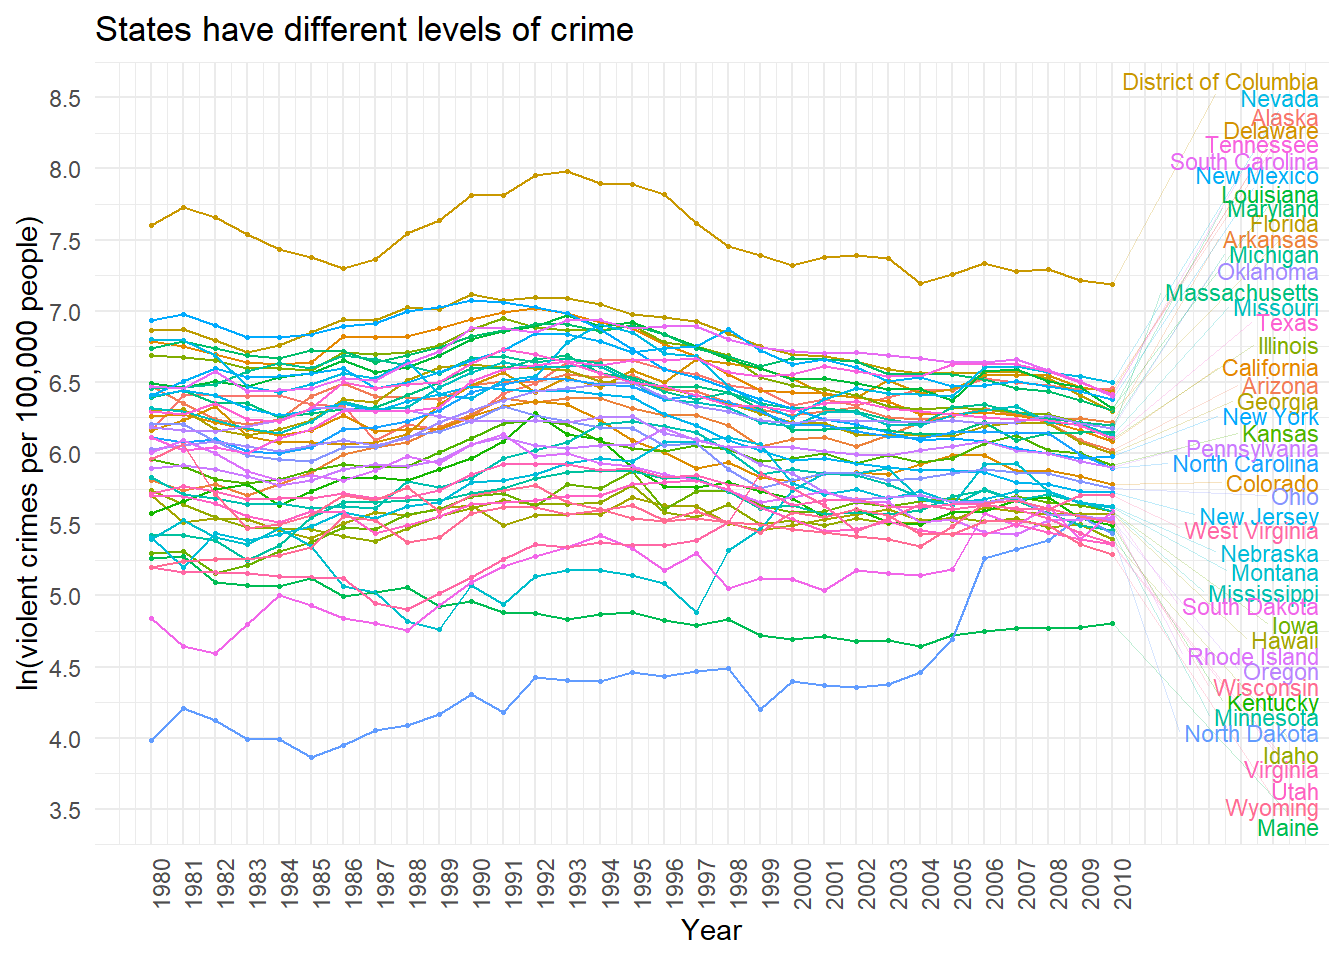 States have different levels of crime
ln(violent crimes per 100,000 people)
8.5
8.0
7.5
7.0
6.5
6.0
5.5
5.0
4.5
4.0
3.5
District of Columbia
Nevada
Alaska
Delaware
Tennessee
South Carolina
New Mexico
Louisiana
Maryland
Florida
Arkansas
Michigan
Oklahoma
Massachusetts
Missouri
Texas
Illinois
California
Arizona
Georgia
New York
Kansas
Pennsylvania
North Carolina
Colorado
Ohio
New Jersey
West Virginia
Nebraska
Montana
Mississippi
South Dakota
Iowa
Hawaii
Rhode Island
Oregon
Wisconsin
Kentucky
Minnesota
North Dakota
Idaho
Virginia
Utah
Wyoming
Maine
1980
1981
1982
1983
1984
1985
1986
1987
1988
1989
1990
1991
1992
1993
1994
1995
1996
1997
1998
1999
2000
2001
2002
2003
2004
2005
2006
2007
2008
2009
2010
Year